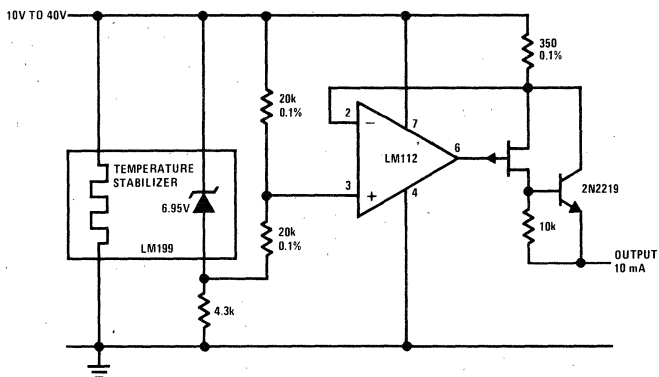 10V TO 40V
350
0.1%
20k
0.1%
2
7
TEMPERATURE
STABILIZER
LM112
6
6.95V
3
4
2N2219
20k
0.1%
10k
LM199
OUTPUT
10 mA
4.3k